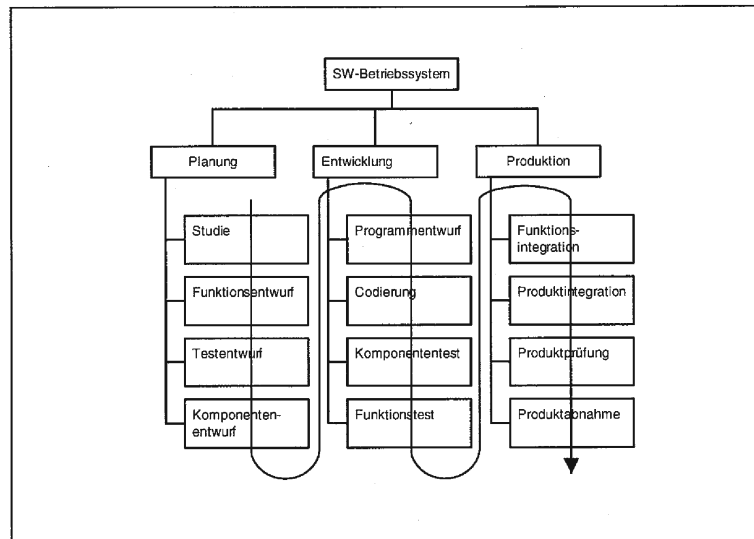 SW-Betriebssystem
Planung
Entwicklung
Produktion
Studie
Funktionsentwurf
Testentwurf
Komponenten-
entwurf
Programmentwurf
Codierung
Komponententest
Funktionstest
Funktions-
integration
Produktintegration
Produktprüfung
Produktabnahme